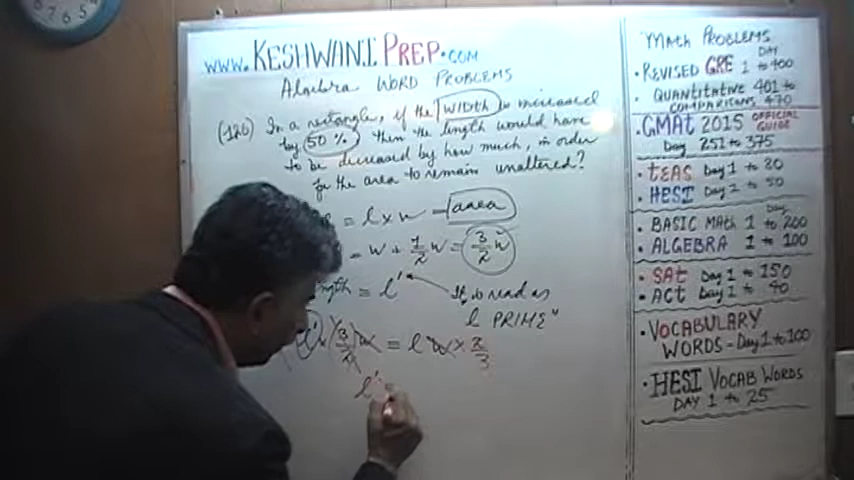 www.KESHWANI PREP.COM
Algebra WORD PROBLEMS
(126) In a rectangle, if the WIDTH is increased
by 50% then the length would have
to be decreased by how much, in order
for the area to remain unaltered?
= l x w = area
= w + 1/2 w = 3/2 w
= l'
It is read as
l PRIME"
l' x 3/2 w = l w x 2/3
l' =
MATH PROBLEMS
DAY
• REVISED GRE 1 to 400
• QUANTITATIVE 401 to
COMPARISONS 470
• GMAT 2015 OFFICIAL
GUIDE
Day 251 to 375
• TEAS Day 1 to 20
• HESI Day 1 to 50
Day
• BASIC MATH 1 to 200
• ALGEBRA 1 to 100
• SAT Day 1 to 150
• ACT Day 1 to 40
• VOCABULARY
WORDS - Day 1 to 100
• HESI VOCAB WORDS
DAY 1 to 25